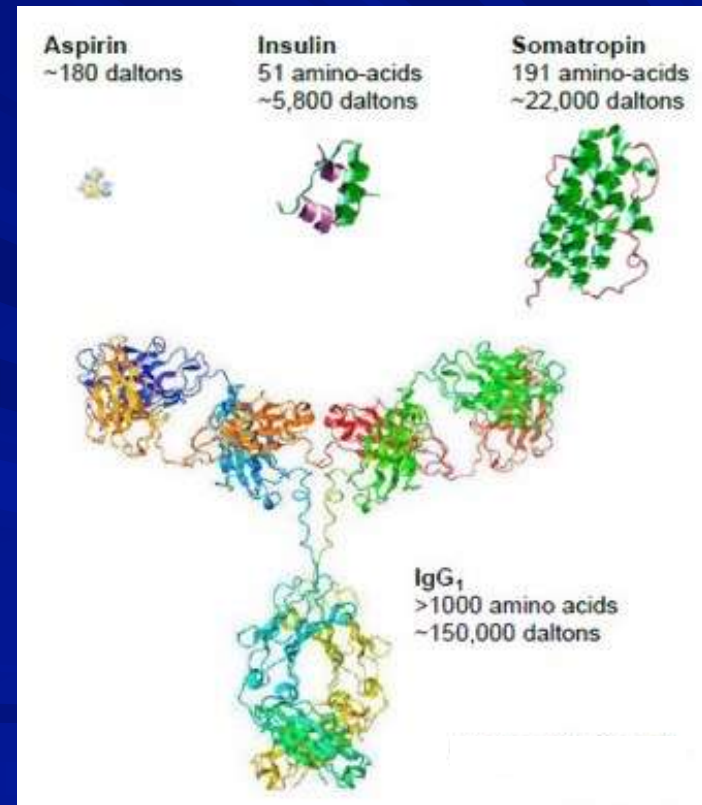 Aspirin
~180 daltons
Insulin
51 amino-acids
~5,800 daltons
Somatropin
191 amino-acids
~22,000 daltons
IgG₁
>1000 amino acids
~150,000 daltons